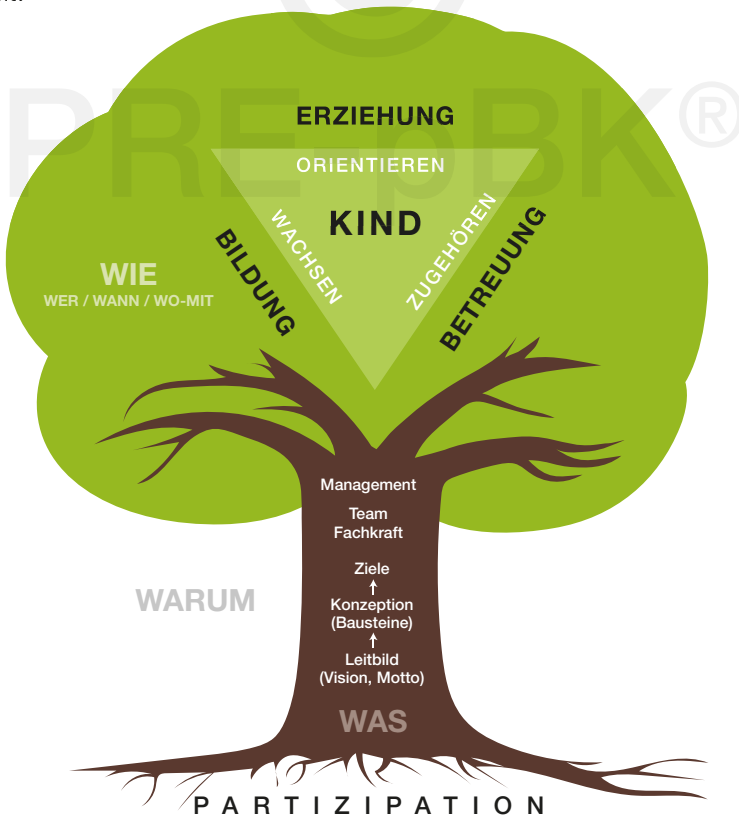 PRE-pBK®
ERZIEHUNG
ORIENTIEREN
KIND
WACHSEN
ZUGEHÖREN
BILDUNG
BETREUUNG
WIE
WER / WANN / WO-MIT
Management
Team
Fachkraft
Ziele
Konzeption
(Bausteine)
Leitbild
(Vision, Motto)
WARUM
WAS
PARTIZIPATION